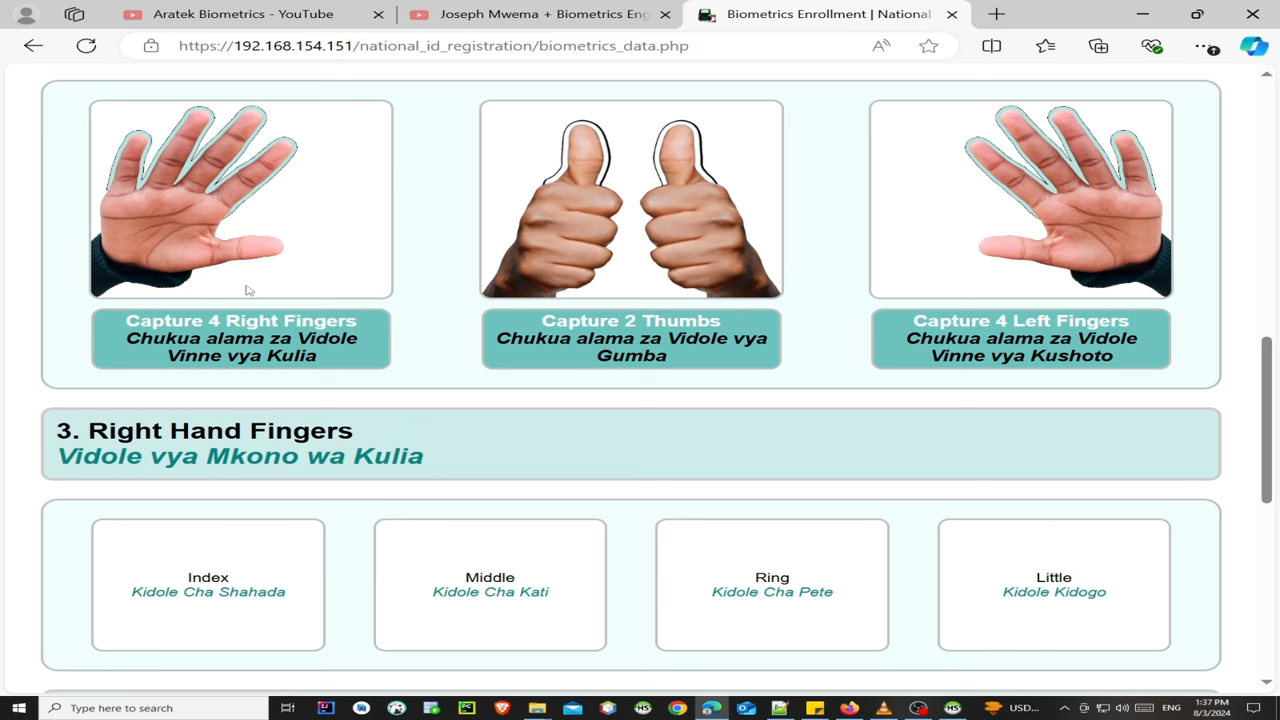 Aratek Biometrics - YouTube
Joseph Mwema + Biometrics Eng
Biometrics Enrollment | National
https://192.168.154.151/national_id_registration/biometrics_data.php
Capture 4 Right Fingers
Chukua alama za Vidole
Vinne vya Kulia
Capture 2 Thumbs
Chukua alama za Vidole vya
Gumba
Capture 4 Left Fingers
Chukua alama za Vidole
Vinne vya Kushoto
3. Right Hand Fingers
Vidole vya Mkono wa Kulia
Index
Kidole Cha Shahada
Middle
Kidole Cha Kati
Ring
Kidole Cha Pete
Little
Kidole Kidogo
Type here to search
USD...
ENG
1:37 PM
8/3/2024